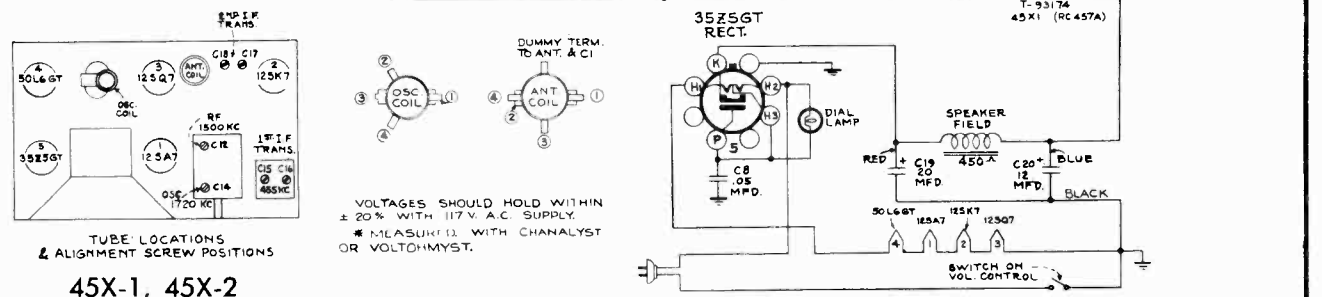 2ND I.F.
TRANS.
C18 C17
4
50L6GT
OSC.
COIL
3
12SQ7
ANT.
COIL
2
12SK7
5
35Z5GT
1
12SA7
RF
1500 KC
C12
OSC.
1720 KC
C14
1ST I.F.
TRANS.
C15 C16
455 KC
TUBE LOCATIONS
& ALIGNMENT SCREW POSITIONS
45X-1, 45X-2
2
3
OSC
COIL
1
4
DUMMY TERM.
TO ANT. & C1
4
ANT.
COIL
1
2
3
VOLTAGES SHOULD HOLD WITHIN
± 20% WITH 117 V. A.C. SUPPLY.
* MEASURED WITH CHANALYST
OR VOLTOHMYST.
35Z5GT
RECT.
K
H1
H2
H3
P
5
DIAL
LAMP
C8
.05
MFD.
T-93174
45X1 (RC457A)
SPEAKER
FIELD
450 Ω
RED
+
C19
20
MFD.
C20
+
12
MFD.
BLUE
BLACK
50L6GT
12SA7
12SK7
12SQ7
4
1
2
3
SWITCH ON
VOL. CONTROL